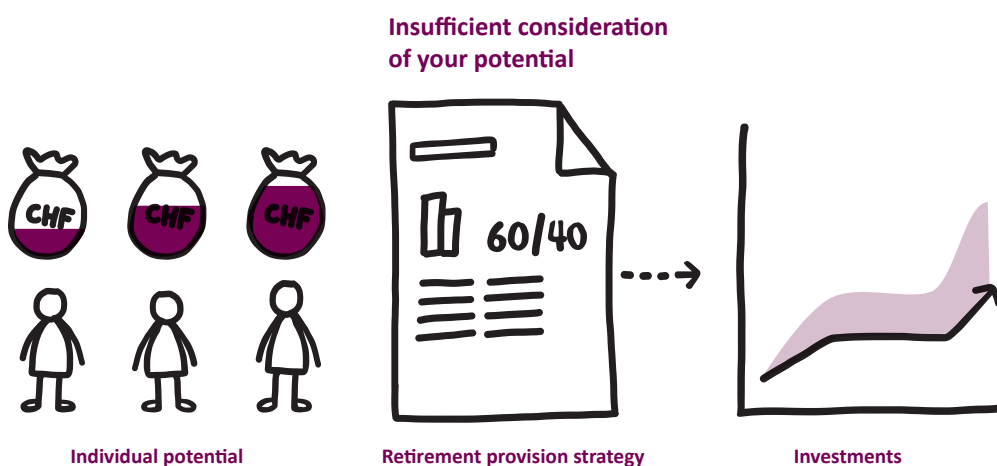 Insufficient consideration
of your potential
CHF
CHF
CHF
60/40
Individual potential
Retirement provision strategy
Investments